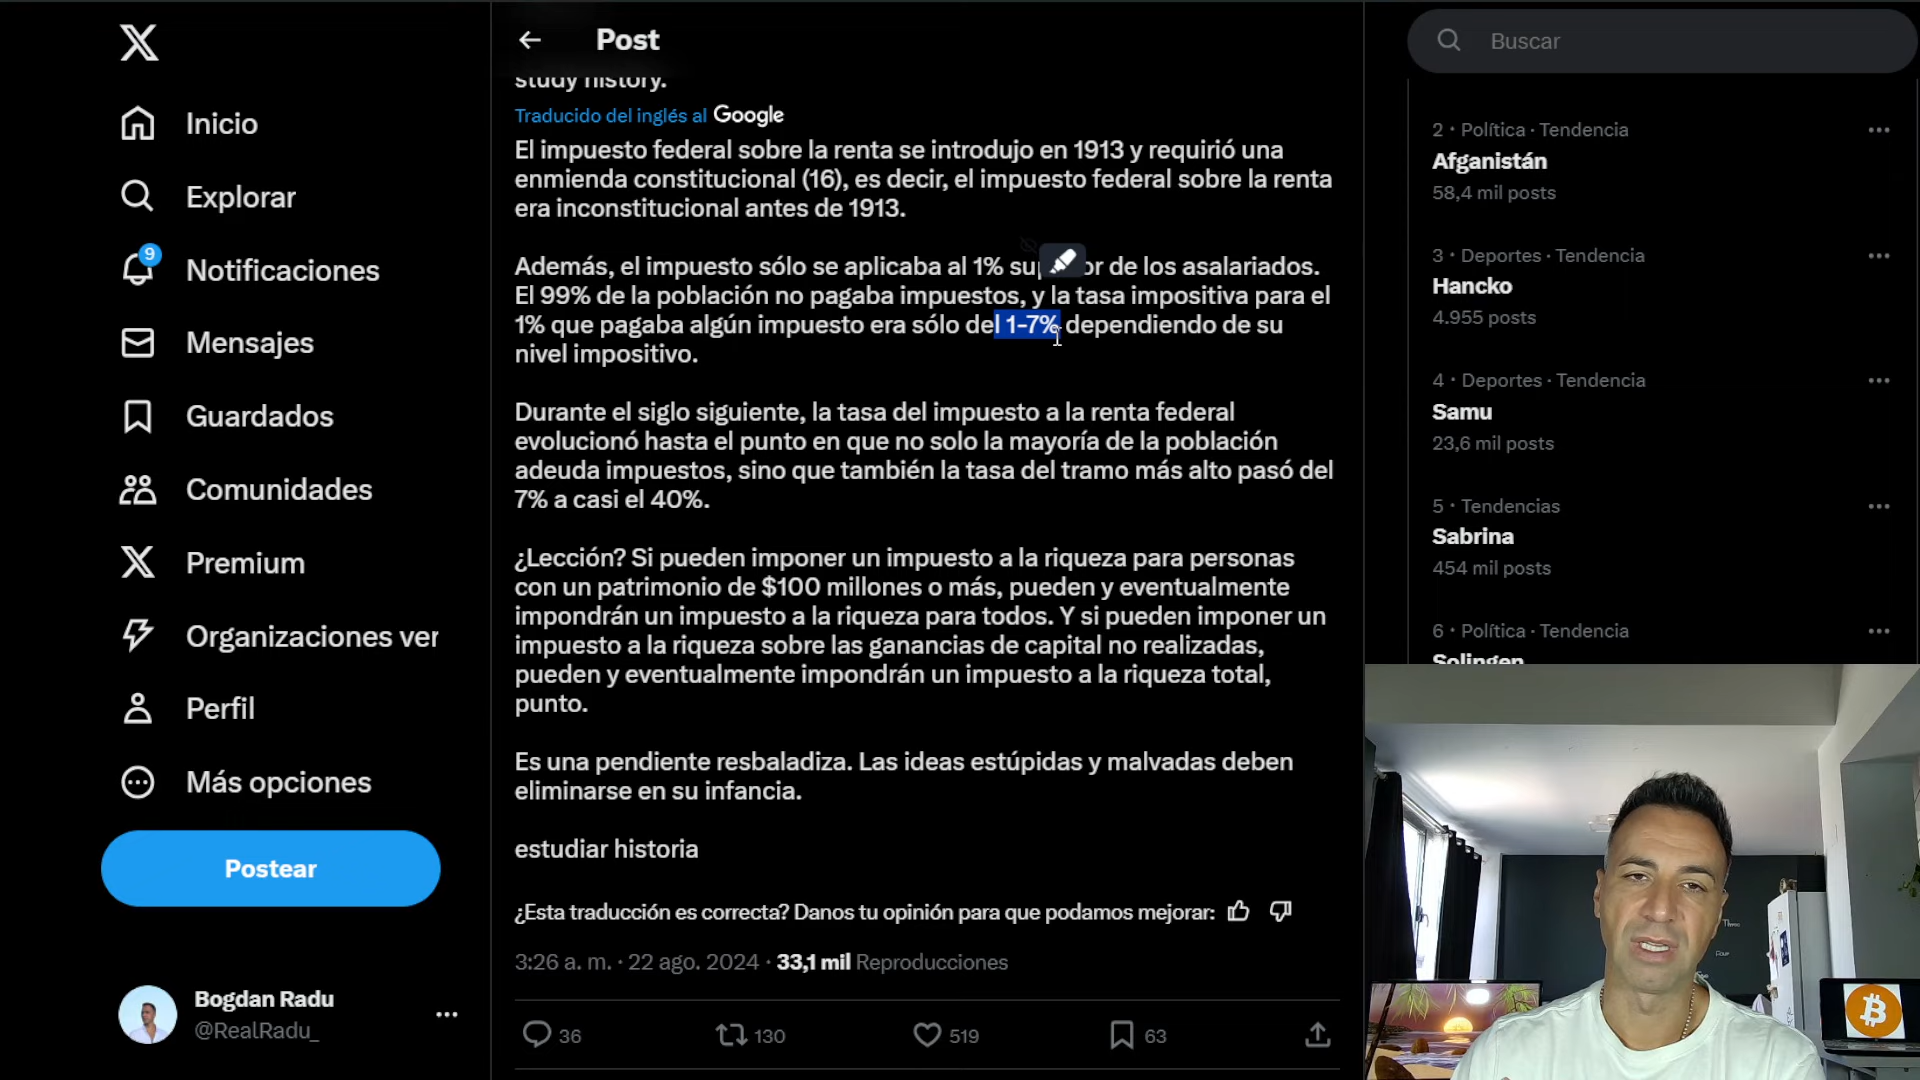 Inicio
Explorar
9
Notificaciones
Mensajes
Guardados
Comunidades
Premium
Organizaciones ver
Perfil
Más opciones
Postear
Bogdan Radu
@RealRadu_
Post
study history.
Traducido del inglés al Google
El impuesto federal sobre la renta se introdujo en 1913 y requirió una
enmienda constitucional (16), es decir, el impuesto federal sobre la renta
era inconstitucional antes de 1913.
Además, el impuesto sólo se aplicaba al 1% su or de los asalariados.
El 99% de la población no pagaba impuestos, y la tasa impositiva para el
1% que pagaba algún impuesto era sólo del 1-7% dependiendo de su
nivel impositivo.
Durante el siglo siguiente, la tasa del impuesto a la renta federal
evolucionó hasta el punto en que no solo la mayoría de la población
adeuda impuestos, sino que también la tasa del tramo más alto pasó del
7% a casi el 40%.
¿Lección? Si pueden imponer un impuesto a la riqueza para personas
con un patrimonio de $100 millones o más, pueden y eventualmente
impondrán un impuesto a la riqueza para todos. Y si pueden imponer un
impuesto a la riqueza sobre las ganancias de capital no realizadas,
pueden y eventualmente impondrán un impuesto a la riqueza total,
punto.
Es una pendiente resbaladiza. Las ideas estúpidas y malvadas deben
eliminarse en su infancia.
estudiar historia
¿Esta traducción es correcta? Danos tu opinión para que podamos mejorar:
3:26 a. m. · 22 ago. 2024 · 33,1 mil Reproducciones
36 130 519 63
Buscar
2 · Política · Tendencia
Afganistán
58,4 mil posts
3 · Deportes · Tendencia
Hancko
4.955 posts
4 · Deportes · Tendencia
Samu
23,6 mil posts
5 · Tendencias
Sabrina
454 mil posts
6 · Política · Tendencia
Solingen